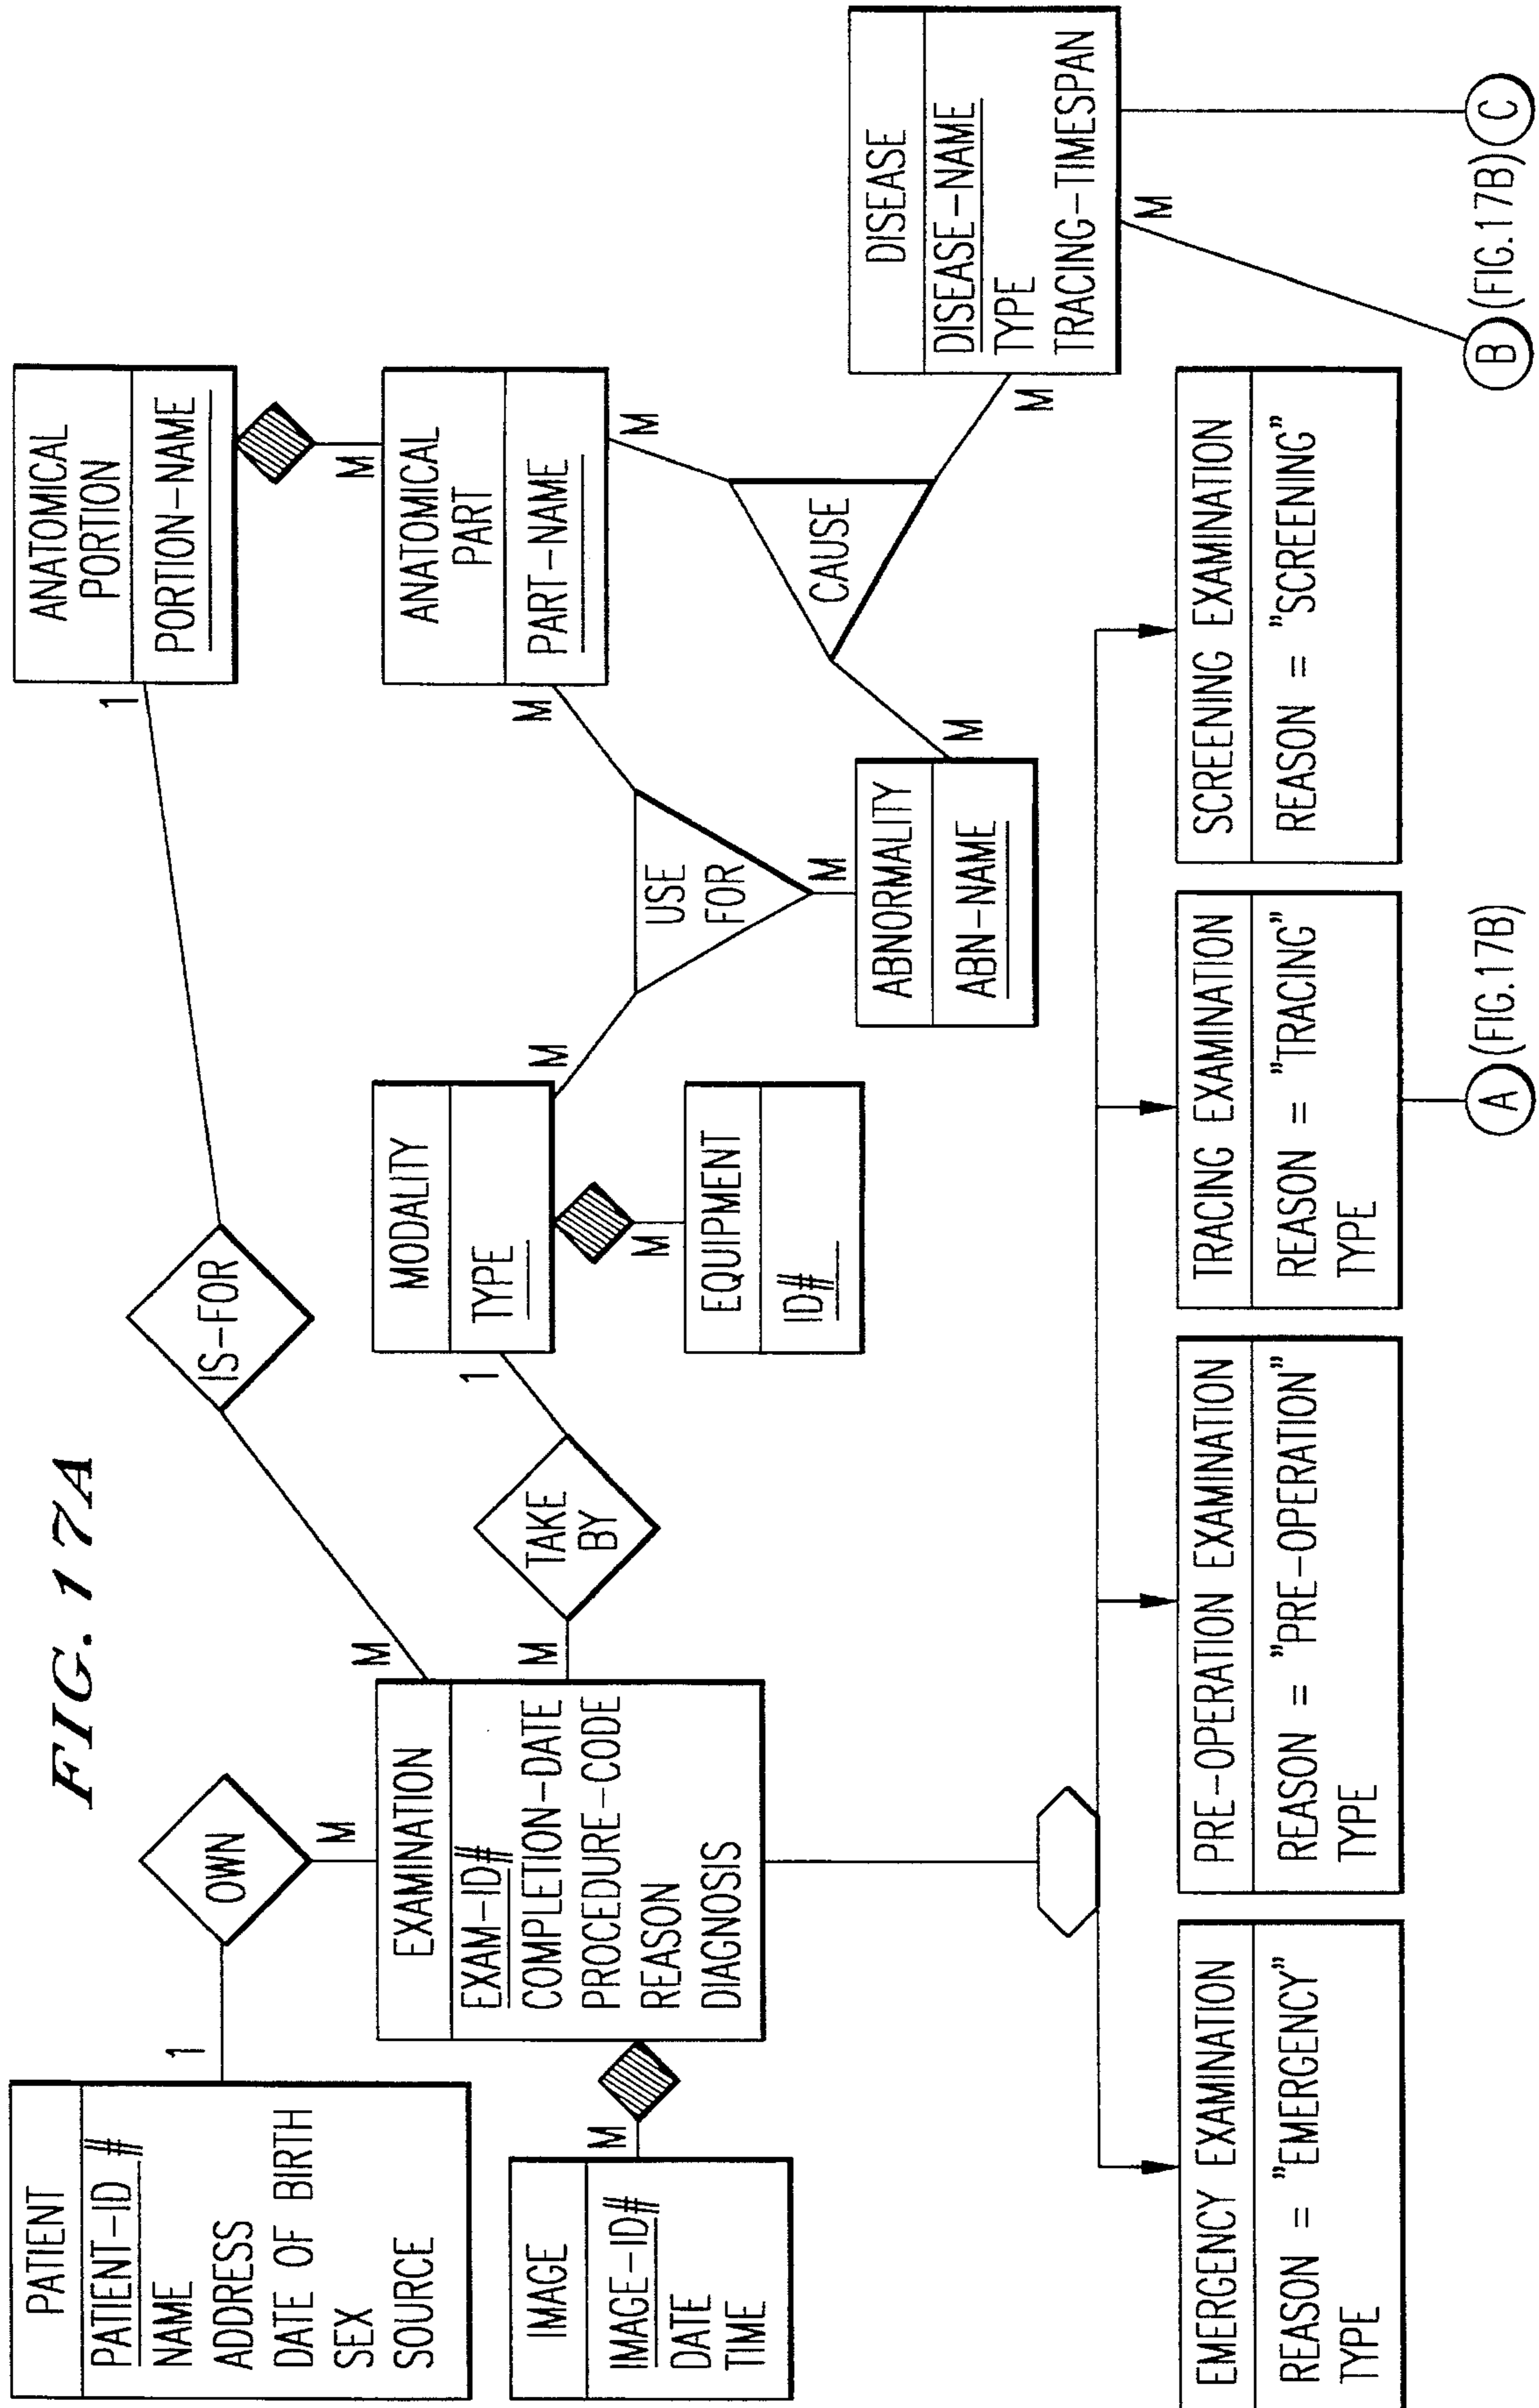 FIG. 17A
PATIENT
PATIENT-ID #
NAME
ADDRESS
DATE OF BIRTH
SEX
SOURCE
1
OWN
M
IMAGE
IMAGE-ID#
DATE
TIME
M
EXAMINATION
EXAM-ID#
COMPLETION-DATE
PROCEDURE-CODE
REASON
DIAGNOSIS
M
IS-FOR
1
M
TAKE
BY
1
MODALITY
TYPE
M
EQUIPMENT
ID#
M
USE
FOR
M
M
ANATOMICAL
PORTION
PORTION-NAME
M
ANATOMICAL
PART
PART-NAME
M
CAUSE
M
M
ABNORMALITY
ABN-NAME
DISEASE
DISEASE-NAME
TYPE
TRACING-TIMESPAN
M
EMERGENCY EXAMINATION
REASON = "EMERGENCY"
TYPE
PRE-OPERATION EXAMINATION
REASON = "PRE-OPERATION"
TYPE
TRACING EXAMINATION
REASON = "TRACING"
TYPE
SCREENING EXAMINATION
REASON = "SCREENING"
A (FIG.17B)
B (FIG.17B) C